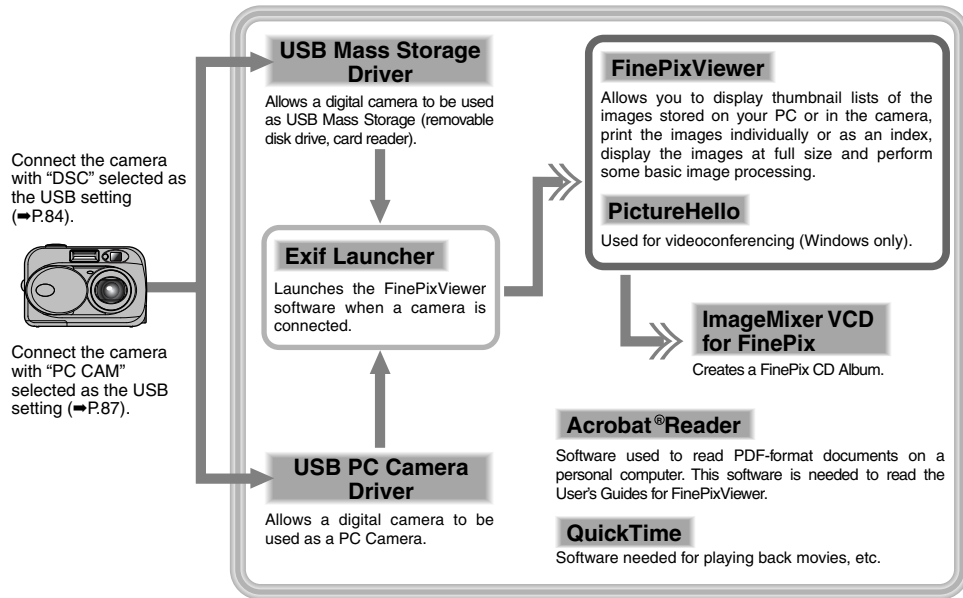 Connect the camera
with “DSC” selected as
the USB setting
(➡P.84).
Connect the camera
with “PC CAM”
selected as the USB
setting (➡P.87).
USB Mass Storage
Driver
Allows a digital camera to be used
as USB Mass Storage (removable
disk drive, card reader).
Exif Launcher
Launches the FinePixViewer
software when a camera is
connected.
USB PC Camera
Driver
Allows a digital camera to be
used as a PC Camera.
FinePixViewer
Allows you to display thumbnail lists of the
images stored on your PC or in the camera,
print the images individually or as an index,
display the images at full size and perform
some basic image processing.
PictureHello
Used for videoconferencing (Windows only).
ImageMixer VCD
for FinePix
Creates a FinePix CD Album.
Acrobat®Reader
Software used to read PDF-format documents on a
personal computer. This software is needed to read the
User’s Guides for FinePixViewer.
QuickTime
Software needed for playing back movies, etc.